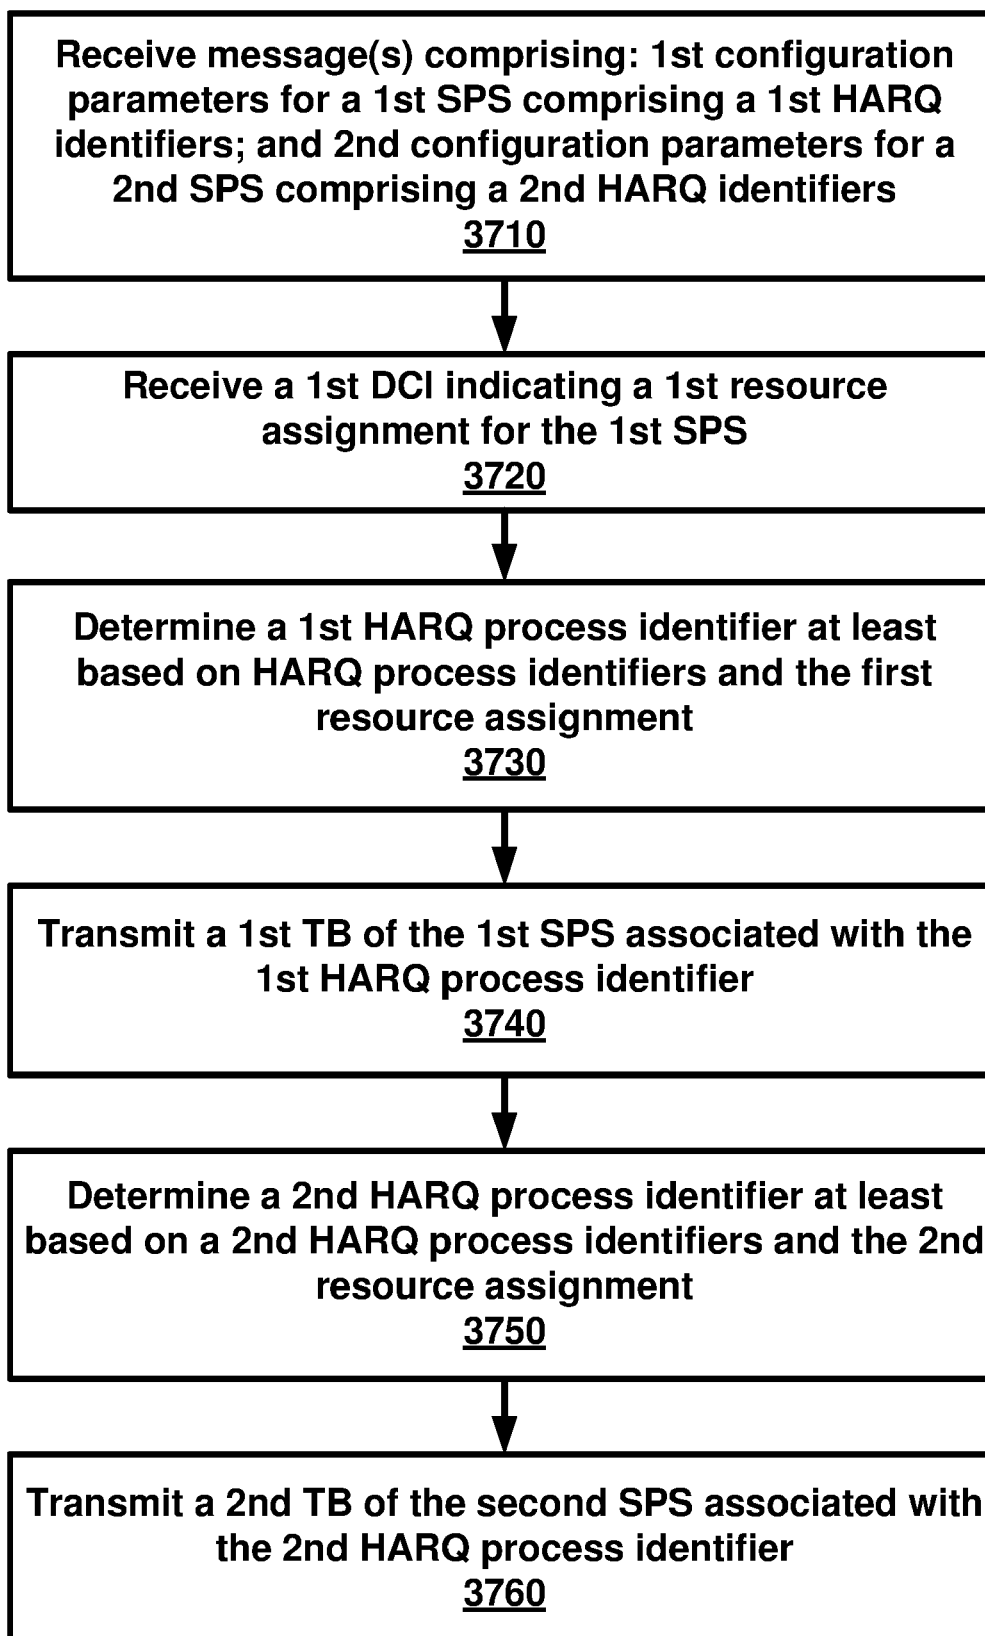 Receive message(s) comprising: 1st configuration
parameters for a 1st SPS comprising a 1st HARQ
identifiers; and 2nd configuration parameters for a
2nd SPS comprising a 2nd HARQ identifiers
3710
Receive a 1st DCI indicating a 1st resource
assignment for the 1st SPS
3720
Determine a 1st HARQ process identifier at least
based on HARQ process identifiers and the first
resource assignment
3730
Transmit a 1st TB of the 1st SPS associated with the
1st HARQ process identifier
3740
Determine a 2nd HARQ process identifier at least
based on a 2nd HARQ process identifiers and the 2nd
resource assignment
3750
Transmit a 2nd TB of the second SPS associated with
the 2nd HARQ process identifier
3760